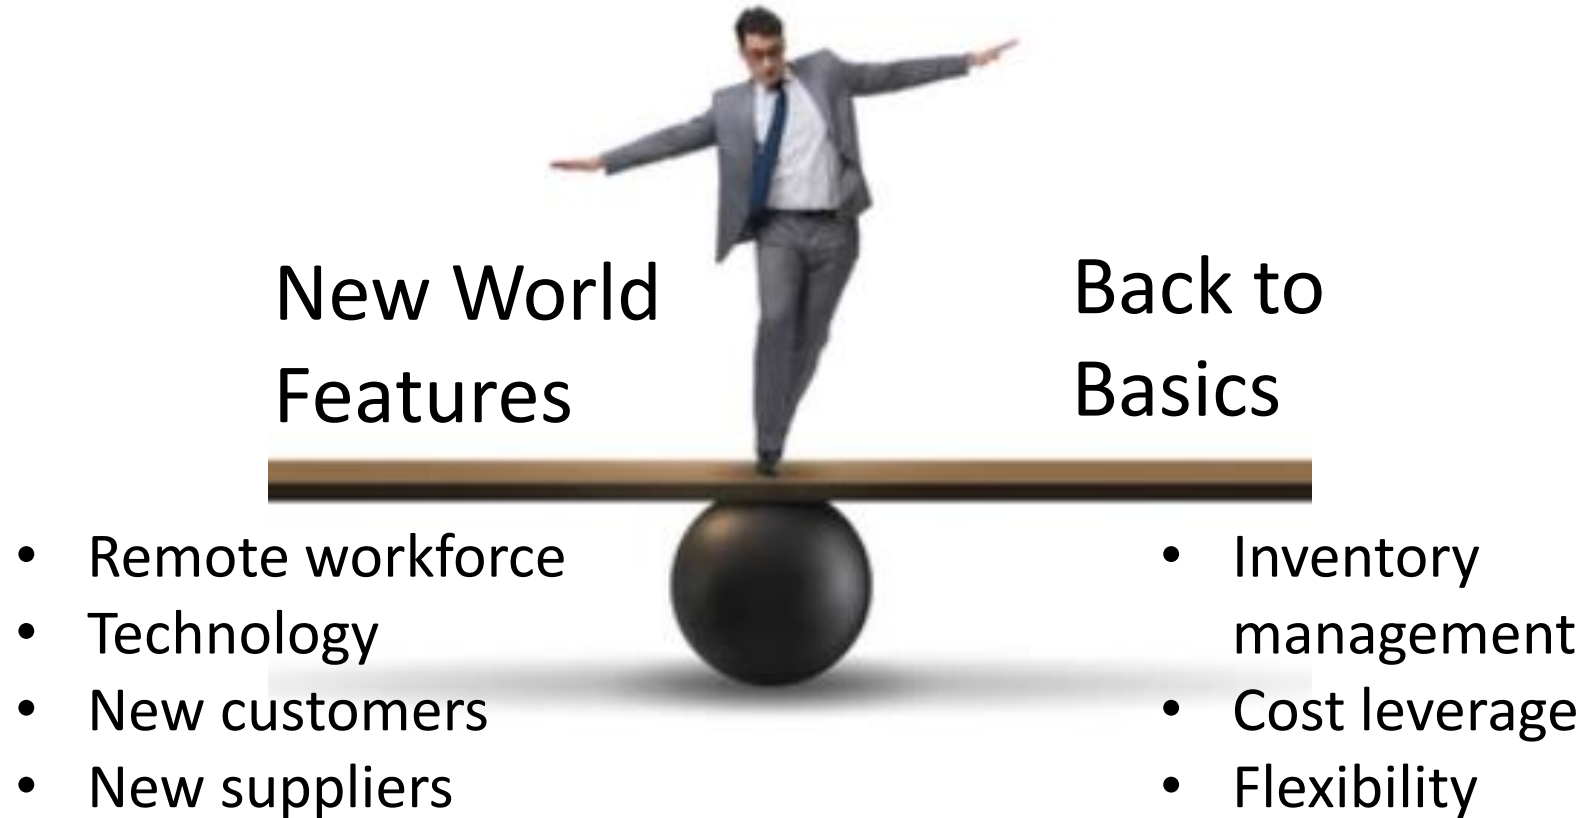 New World
Features
Back to
Basics
• Remote workforce
• Technology
• New customers
• New suppliers
• Inventory
management
• Cost leverage
• Flexibility